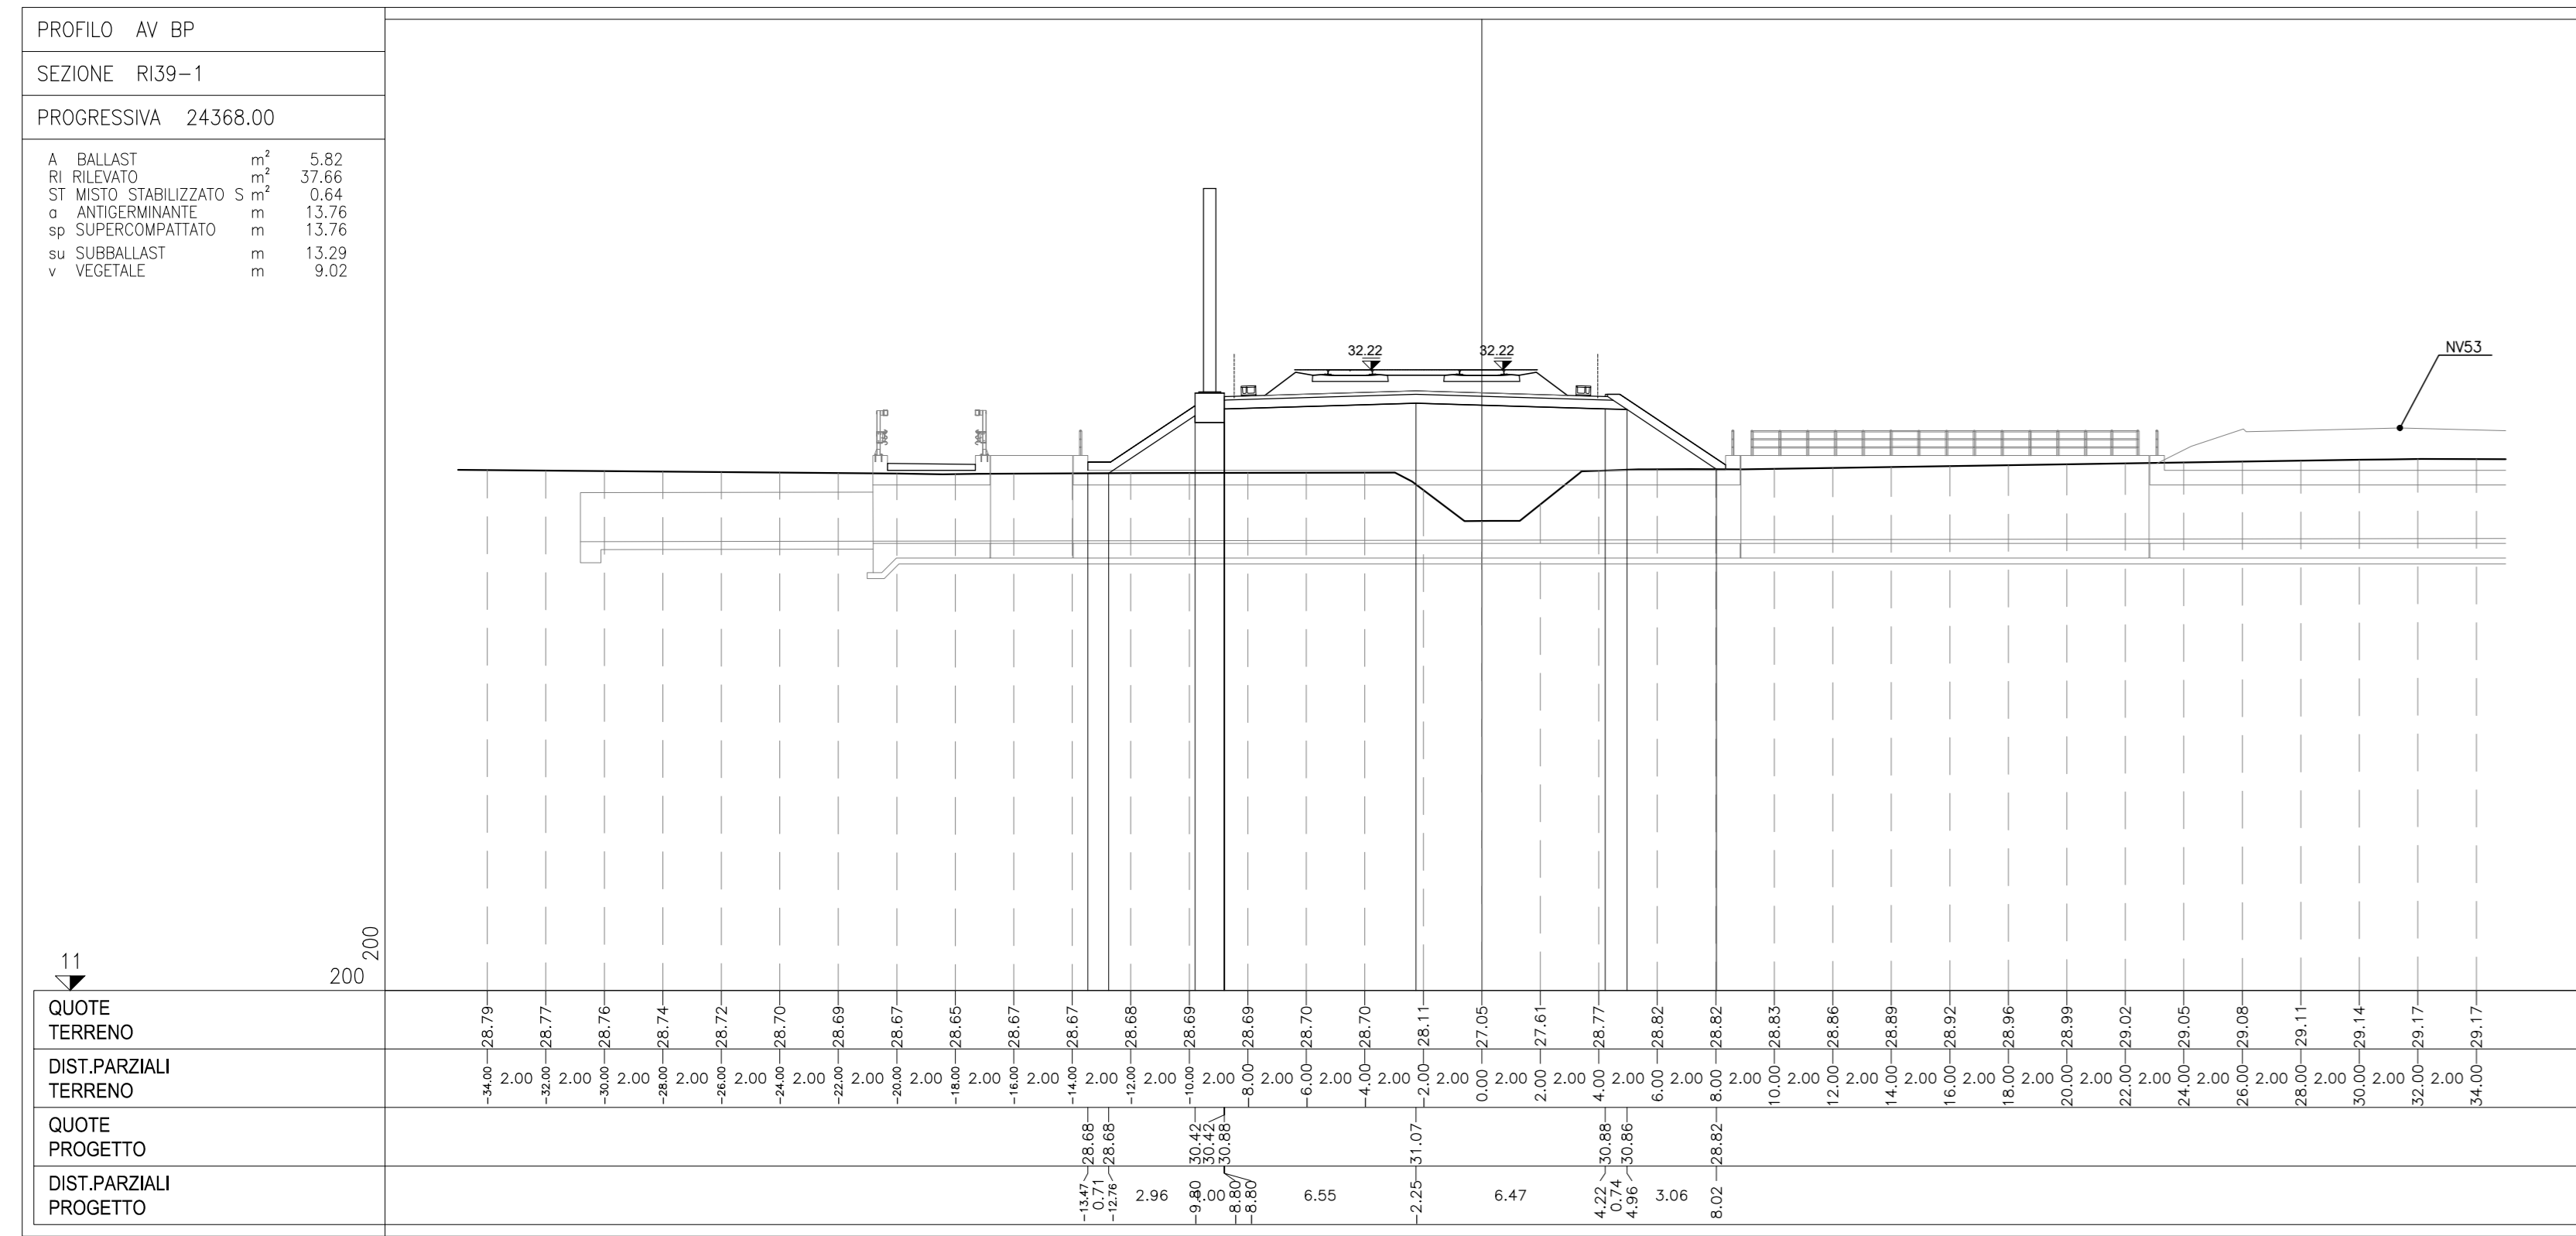 PROFILO AV BP
SEZIONE RI39-1
PROGRESSIVA 24368.00
A BALLAST m² 5.82
RI RILEVATO m² 37.66
ST MISTO STABILIZZATO S m² 0.64
a ANTIGERMINANTE m 13.76
sp SUPERCOMPATTATO m 13.76
su SUBBALLAST m 13.29
v VEGETALE m 9.02
32.22 32.22
NV53
11
200
200
QUOTE
TERRENO
28.79 28.77 28.76 28.74 28.72 28.70 28.69 28.67 28.65 28.67 28.67 28.68 28.69 28.69 28.70 28.70 28.11 27.05 27.61 28.77 28.82 28.82 28.83 28.86 28.89 28.92 28.96 28.99 29.02 29.05 29.08 29.11 29.14 29.17 29.17
DIST.PARZIALI
TERRENO
-34.00 2.00 -32.00 2.00 -30.00 2.00 -28.00 2.00 -26.00 2.00 -24.00 2.00 -22.00 2.00 -20.00 2.00 -18.00 2.00 -16.00 2.00 -14.00 2.00 -12.00 2.00 -10.00 2.00 -8.00 2.00 -6.00 2.00 -4.00 2.00 -2.00 2.00 0.00 2.00 2.00 2.00 4.00 2.00 6.00 2.00 8.00 2.00 10.00 2.00 12.00 2.00 14.00 2.00 16.00 2.00 18.00 2.00 20.00 2.00 22.00 2.00 24.00 2.00 26.00 2.00 28.00 2.00 30.00 2.00 32.00 2.00 34.00
QUOTE
PROGETTO
28.68 28.68 30.42 30.42 30.88 31.07 30.88 30.86 28.82
DIST.PARZIALI
PROGETTO
-13.47 0.71 -12.76 2.96 -9.80 1.00 -8.80 -8.80 6.55 -2.25 6.47 4.22 0.74 4.96 3.06 8.02